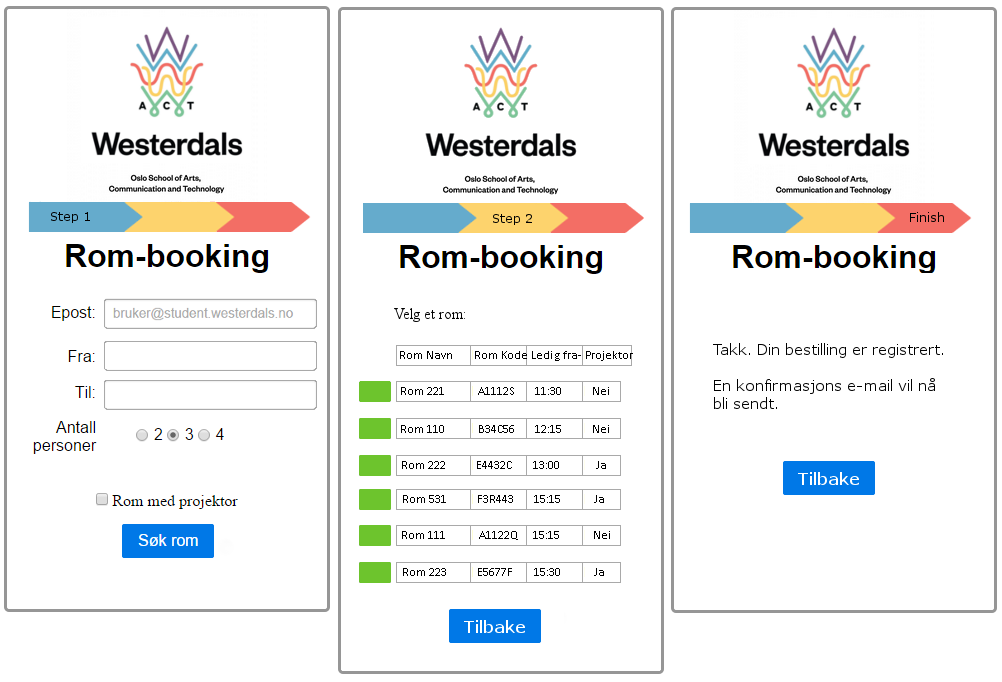 A C T
Westerdals
Oslo School of Arts,
Communication and Technology
Step 1
Rom-booking
Epost: bruker@student.westerdals.no
Fra:
Til:
Antall
personer 2 3 4
Rom med projektor
Søk rom
A C T
Westerdals
Oslo School of Arts,
Communication and Technology
Step 2
Rom-booking
Velg et rom:
Rom Navn Rom Kode Ledig fra- Projektor
Rom 221 A1112S 11:30 Nei
Rom 110 B34C56 12:15 Nei
Rom 222 E4432C 13:00 Ja
Rom 531 F3R443 15:15 Ja
Rom 111 A1122Q 15:15 Nei
Rom 223 E5677F 15:30 Ja
Tilbake
A C T
Westerdals
Oslo School of Arts,
Communication and Technology
Finish
Rom-booking
Takk. Din bestilling er registrert.
En konfirmasjons e-mail vil nå
bli sendt.
Tilbake